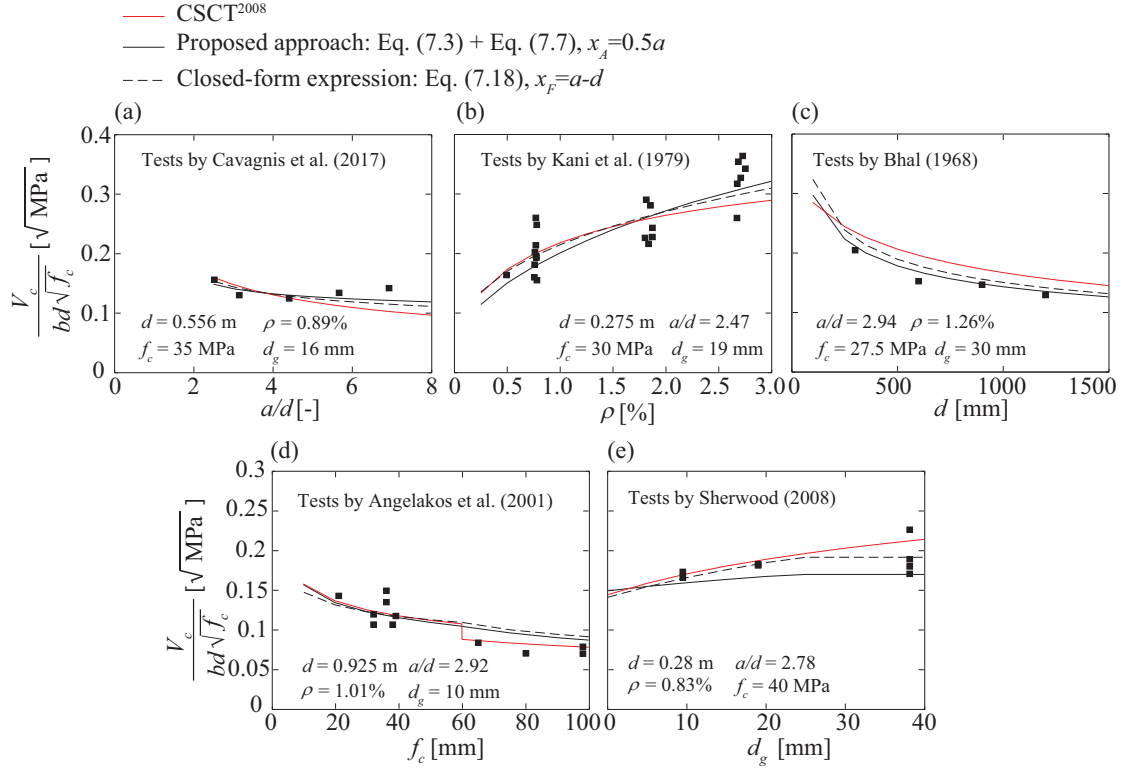 CSCT2008
Proposed approach: Eq. (7.3) + Eq. (7.7), xA=0.5a
Closed-form expression: Eq. (7.18), xF=a-d
(a)
(b)
(c)
Vc / bd√fc [√MPa]
0.4
0.3
0.2
0.1
0
Tests by Cavagnis et al. (2017)
d = 0.556 m ρ = 0.89%
fc = 35 MPa dg = 16 mm
0 2 4 6 8
a/d [-]
Tests by Kani et al. (1979)
d = 0.275 m a/d = 2.47
fc = 30 MPa dg = 19 mm
0 0.5 1.0 1.5 2.0 2.5 3.0
ρ [%]
Tests by Bhal (1968)
a/d = 2.94 ρ = 1.26%
fc = 27.5 MPa dg = 30 mm
0 500 1000 1500
d [mm]
(d)
(e)
Vc / bd√fc [√MPa]
0.3
0.25
0.2
0.15
0.1
0.05
0
Tests by Angelakos et al. (2001)
d = 0.925 m a/d = 2.92
ρ = 1.01% dg = 10 mm
0 20 40 60 80 100
fc [mm]
Tests by Sherwood (2008)
d = 0.28 m a/d = 2.78
ρ = 0.83% fc = 40 MPa
0 10 20 30 40
dg [mm]